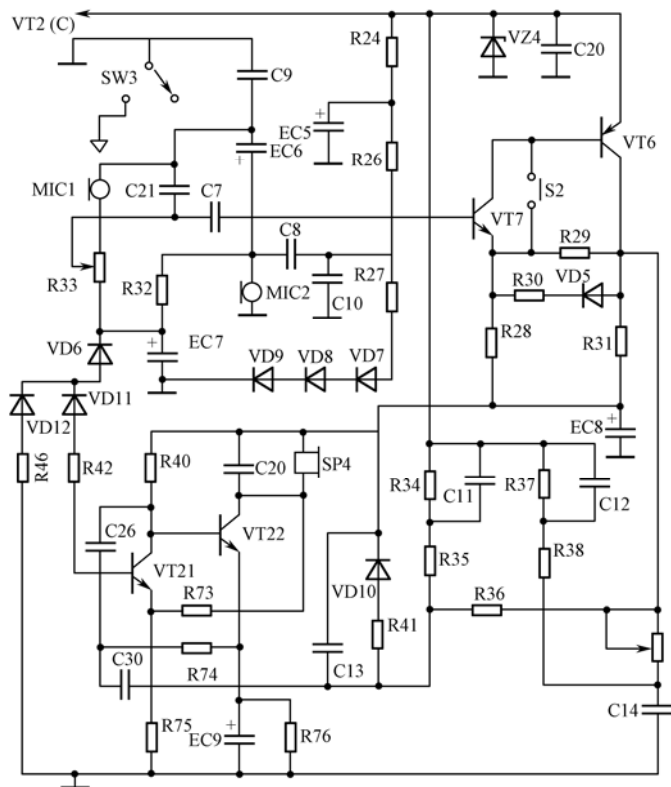 VT2 (C)
R24
VZ4
C20
SW3
C9
EC5
+
EC6
+
VT6
R26
MIC1
C21
C7
S2
VT7
R29
C8
R33
R32
MIC2
C10
R27
R30
VD5
VD6
+
EC7
R28
R31
VD9
VD8
VD7
VD11
VD12
+
EC8
R46
R42
R40
C20
SP4
R34
C11
R37
C12
C26
VT22
VT21
R35
R38
R73
VD10
R36
R41
C30
R74
C13
C14
R75
EC9
+
R76